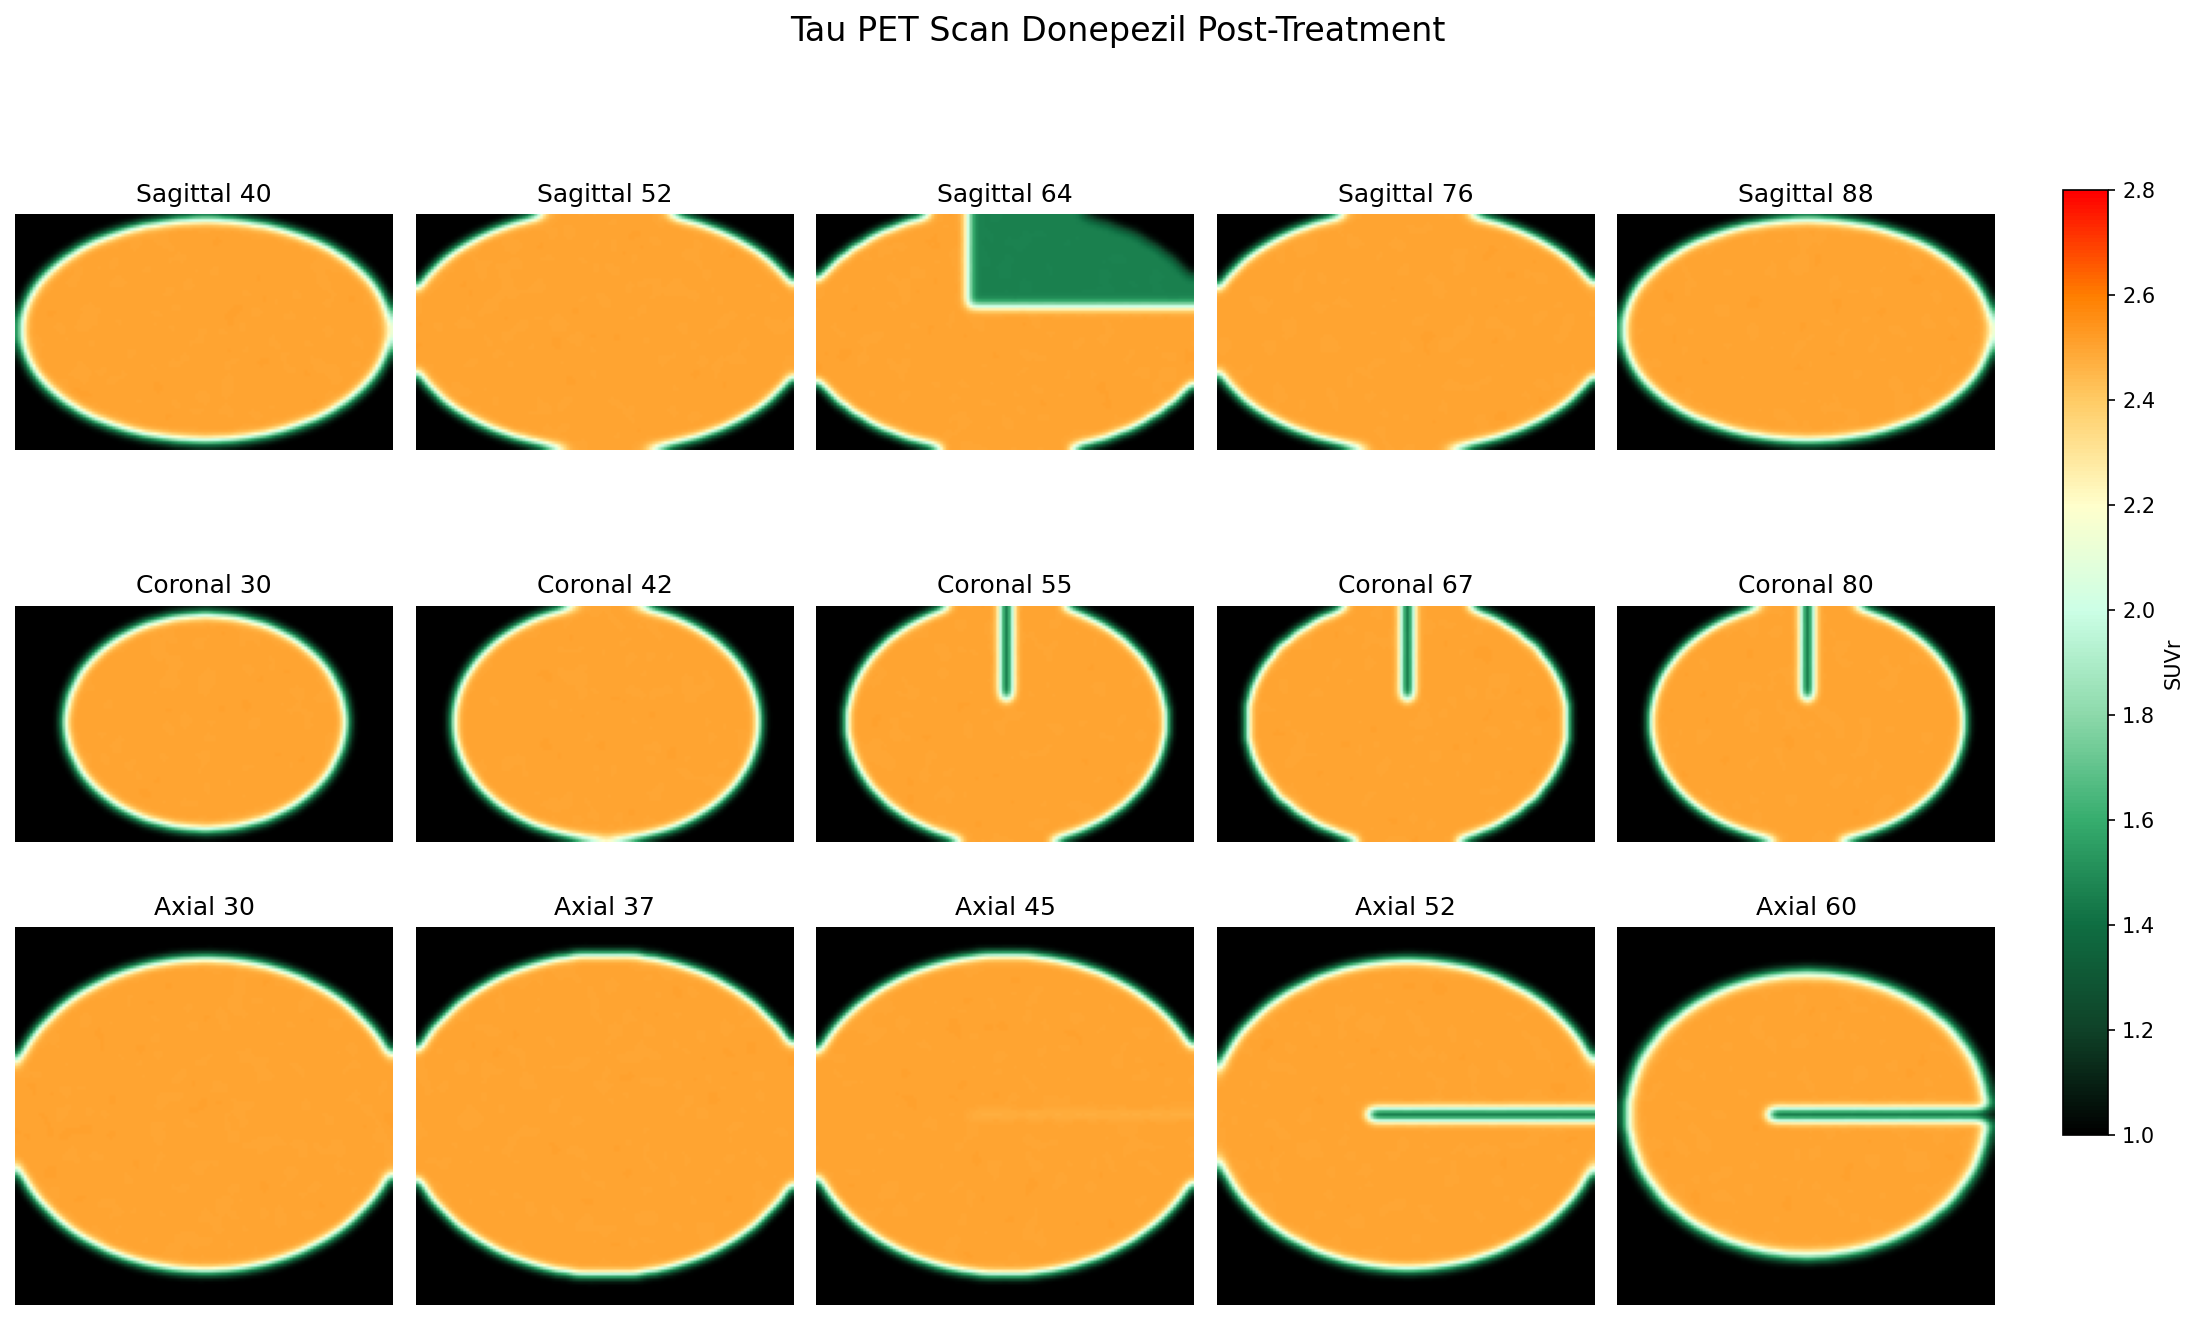 Tau PET Scan Donepezil Post-Treatment
Sagittal 40
Sagittal 52
Sagittal 64
Sagittal 76
Sagittal 88
Coronal 30
Coronal 42
Coronal 55
Coronal 67
Coronal 80
Axial 30
Axial 37
Axial 45
Axial 52
Axial 60
2.8
2.6
2.4
2.2
2.0
1.8
1.6
1.4
1.2
1.0
SUVr